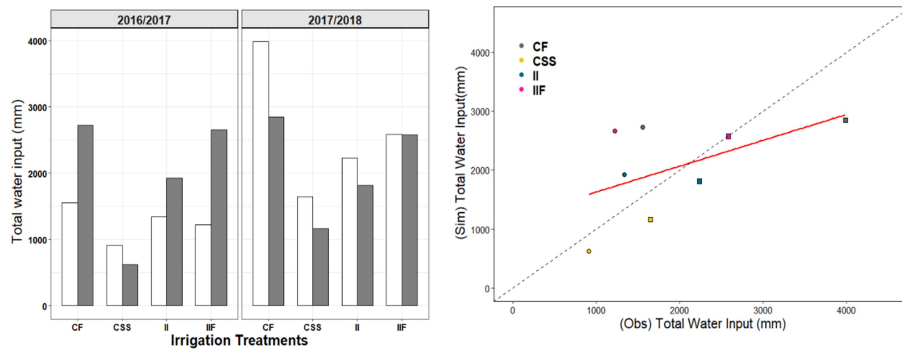 2016/2017
2017/2018
Total water input (mm)
4000
3000
2000
1000
0
CF
CSS
II
IIF
CF
CSS
II
IIF
Irrigation Treatments
(Sim) Total Water Input(mm)
4000
3000
2000
1000
0
CF
CSS
II
IIF
0
1000
2000
3000
4000
(Obs) Total Water Input (mm)